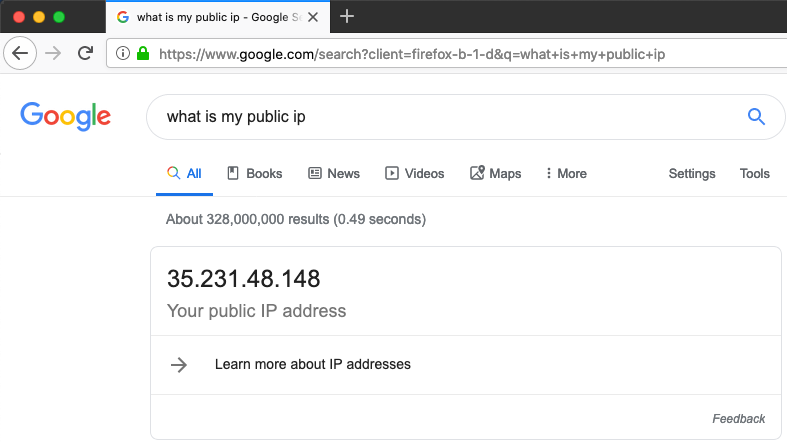 what is my public ip - Google Se
https://www.google.com/search?client=firefox-b-1-d&q=what+is+my+public+ip
Google
what is my public ip
All Books News Videos Maps More Settings Tools
About 328,000,000 results (0.49 seconds)
35.231.48.148
Your public IP address
Learn more about IP addresses
Feedback